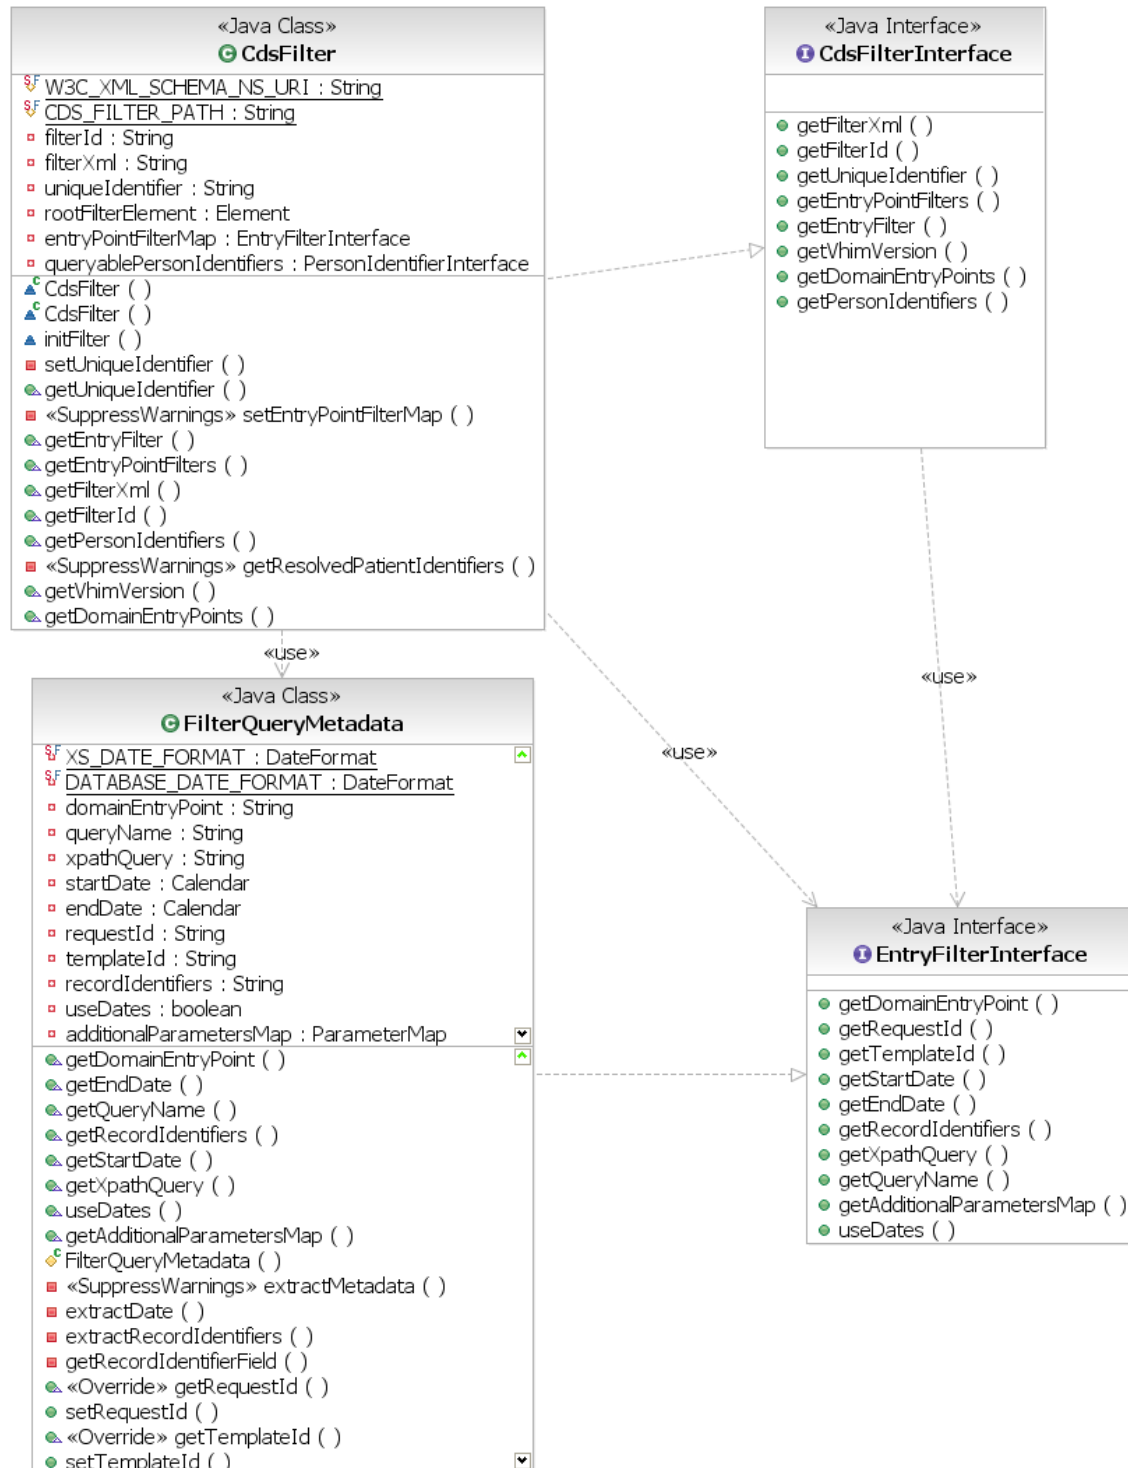 «Java Class»
CdsFilter
W3C_XML_SCHEMA_NS_URI : String
CDS_FILTER_PATH : String
filterId : String
filterXml : String
uniqueIdentifier : String
rootFilterElement : Element
entryPointFilterMap : EntryFilterInterface
queryablePersonIdentifiers : PersonIdentifierInterface
CdsFilter ( )
CdsFilter ( )
initFilter ( )
setUniqueIdentifier ( )
getUniqueIdentifier ( )
«SuppressWarnings» setEntryPointFilterMap ( )
getEntryFilter ( )
getEntryPointFilters ( )
getFilterXml ( )
getFilterId ( )
getPersonIdentifiers ( )
«SuppressWarnings» getResolvedPatientIdentifiers ( )
getVhimVersion ( )
getDomainEntryPoints ( )
«Java Interface»
CdsFilterInterface
getFilterXml ( )
getFilterId ( )
getUniqueIdentifier ( )
getEntryPointFilters ( )
getEntryFilter ( )
getVhimVersion ( )
getDomainEntryPoints ( )
getPersonIdentifiers ( )
«use»
«use»
«use»
«Java Class»
FilterQueryMetadata
XS_DATE_FORMAT : DateFormat
DATABASE_DATE_FORMAT : DateFormat
domainEntryPoint : String
queryName : String
xpathQuery : String
startDate : Calendar
endDate : Calendar
requestId : String
templateId : String
recordIdentifiers : String
useDates : boolean
additionalParametersMap : ParameterMap
getDomainEntryPoint ( )
getEndDate ( )
getQueryName ( )
getRecordIdentifiers ( )
getStartDate ( )
getXpathQuery ( )
useDates ( )
getAdditionalParametersMap ( )
FilterQueryMetadata ( )
«SuppressWarnings» extractMetadata ( )
extractDate ( )
extractRecordIdentifiers ( )
getRecordIdentifierField ( )
«Override» getRequestId ( )
setRequestId ( )
«Override» getTemplateId ( )
setTemplateId ( )
«Java Interface»
EntryFilterInterface
getDomainEntryPoint ( )
getRequestId ( )
getTemplateId ( )
getStartDate ( )
getEndDate ( )
getRecordIdentifiers ( )
getXpathQuery ( )
getQueryName ( )
getAdditionalParametersMap ( )
useDates ( )